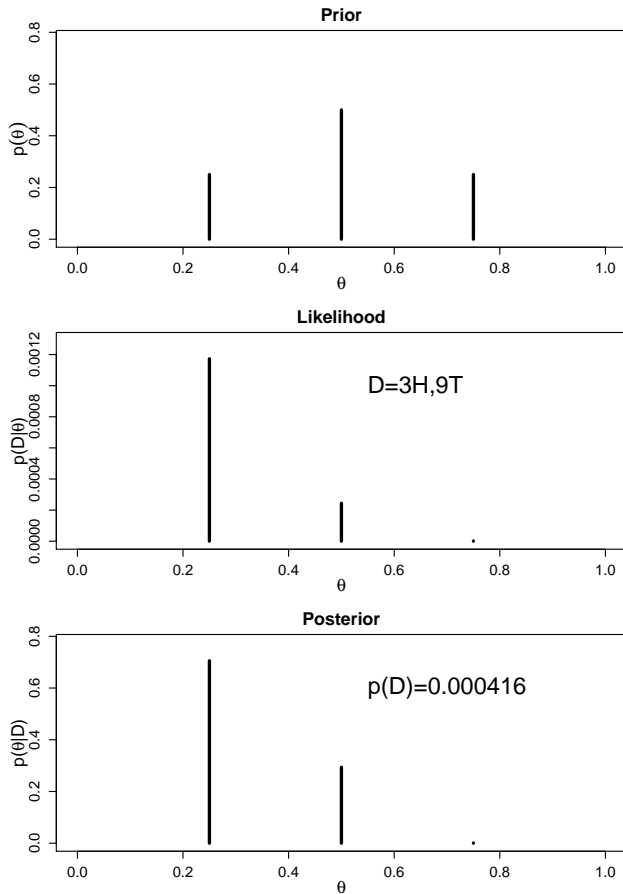 Prior
0.8
0.6
0.4
0.2
0.0
p(θ)
0.0 0.2 0.4 0.6 0.8 1.0
θ
Likelihood
D=3H,9T
0.0012
0.0008
0.0004
0.0000
p(D|θ)
0.0 0.2 0.4 0.6 0.8 1.0
θ
Posterior
p(D)=0.000416
0.8
0.6
0.4
0.2
0.0
p(θ|D)
0.0 0.2 0.4 0.6 0.8 1.0
θ